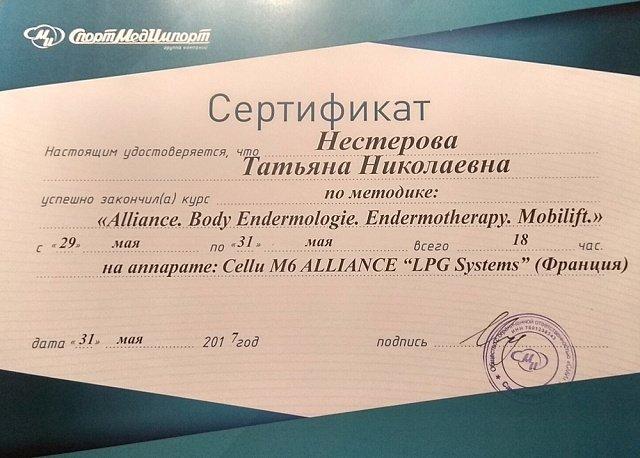 СпортМедИмпорт
группа компаний
Сертификат
Настоящим удостоверяется, что Нестерова
Татьяна Николаевна
успешно закончил(а) курс по методике:
«Alliance. Body Endermologie. Endermotherapy. Mobilift.»
с «29» мая по «31» мая всего 18 час.
на аппарате: Cellu M6 ALLIANCE “LPG Systems” (Франция)
дата «31» мая 2017год подпись